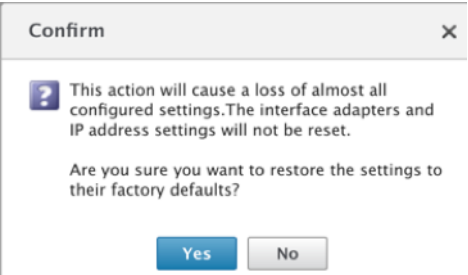 Confirm
This action will cause a loss of almost all
configured settings.The interface adapters and
IP address settings will not be reset.
Are you sure you want to restore the settings to
their factory defaults?
Yes No